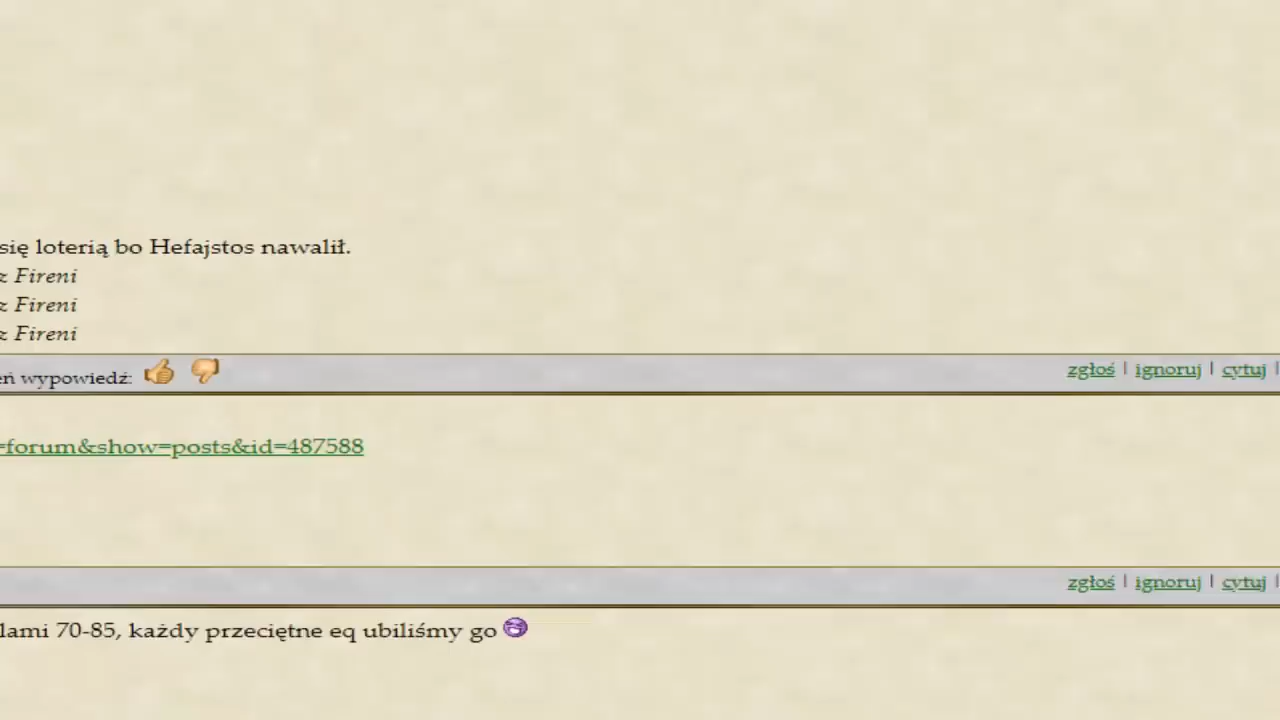 się loterią bo Hefajstos nawalił.
z Fireni
z Fireni
z Fireni
eń wypowiedź:
zgłoś | ignoruj | cytuj |
=forum&show=posts&id=487588
zgłoś | ignoruj | cytuj |
lami 70-85, każdy przeciętne eq ubiliśmy go